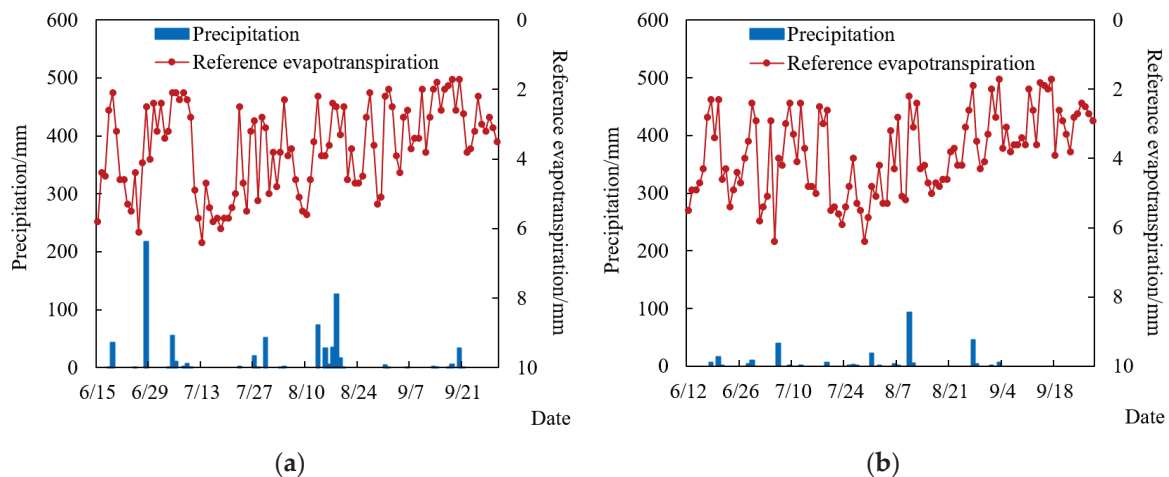 600
500
400
300
200
100
0
Precipitation/mm
Precipitation
Reference evapotranspiration
0
2
4
6
8
10
Reference evapotranspiration/mm
6/15 6/29 7/13 7/27 8/10 8/24 9/7 9/21
Date
(a)
600
500
400
300
200
100
0
Precipitation/mm
Precipitation
Reference evapotranspiration
0
2
4
6
8
10
Reference evapotranspiration/mm
6/12 6/26 7/10 7/24 8/7 8/21 9/4 9/18
Date
(b)